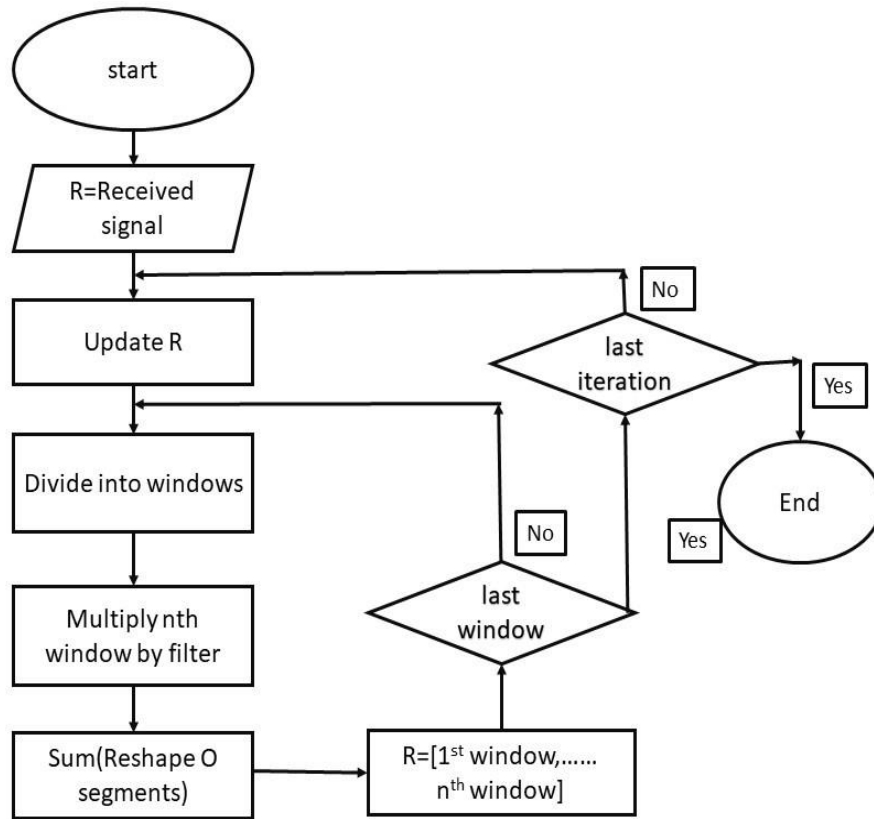 start
R=Received
signal
Update R
Divide into windows
Multiply nth
window by filter
Sum(Reshape O
segments)
R=[1st window,……
nth window]
last
window
No
Yes
last
iteration
No
Yes
End